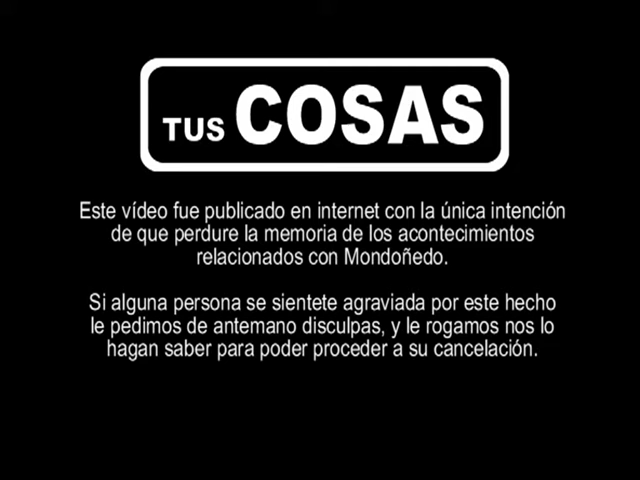 TUS COSAS
Este vídeo fue publicado en internet con la única intención
de que perdure la memoria de los acontecimientos
relacionados con Mondoñedo.
Si alguna persona se sientete agraviada por este hecho
le pedimos de antemano disculpas, y le rogamos nos lo
hagan saber para poder proceder a su cancelación.